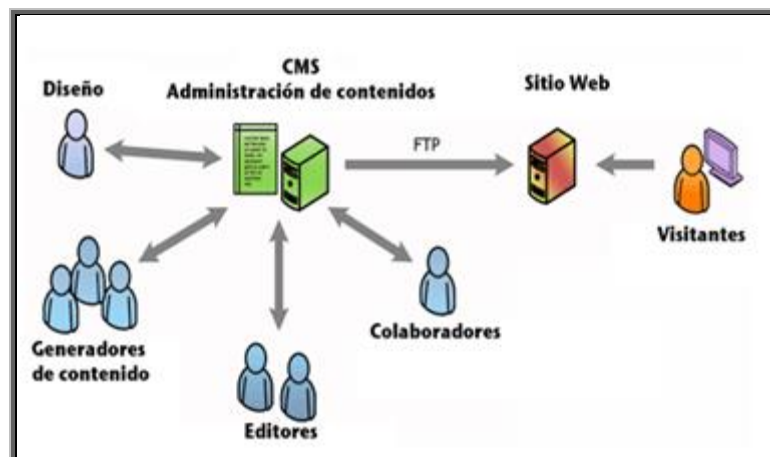 CMS
Administración de contenidos
Diseño
Sitio Web
FTP
Visitantes
Colaboradores
Generadores
de contenido
Editores